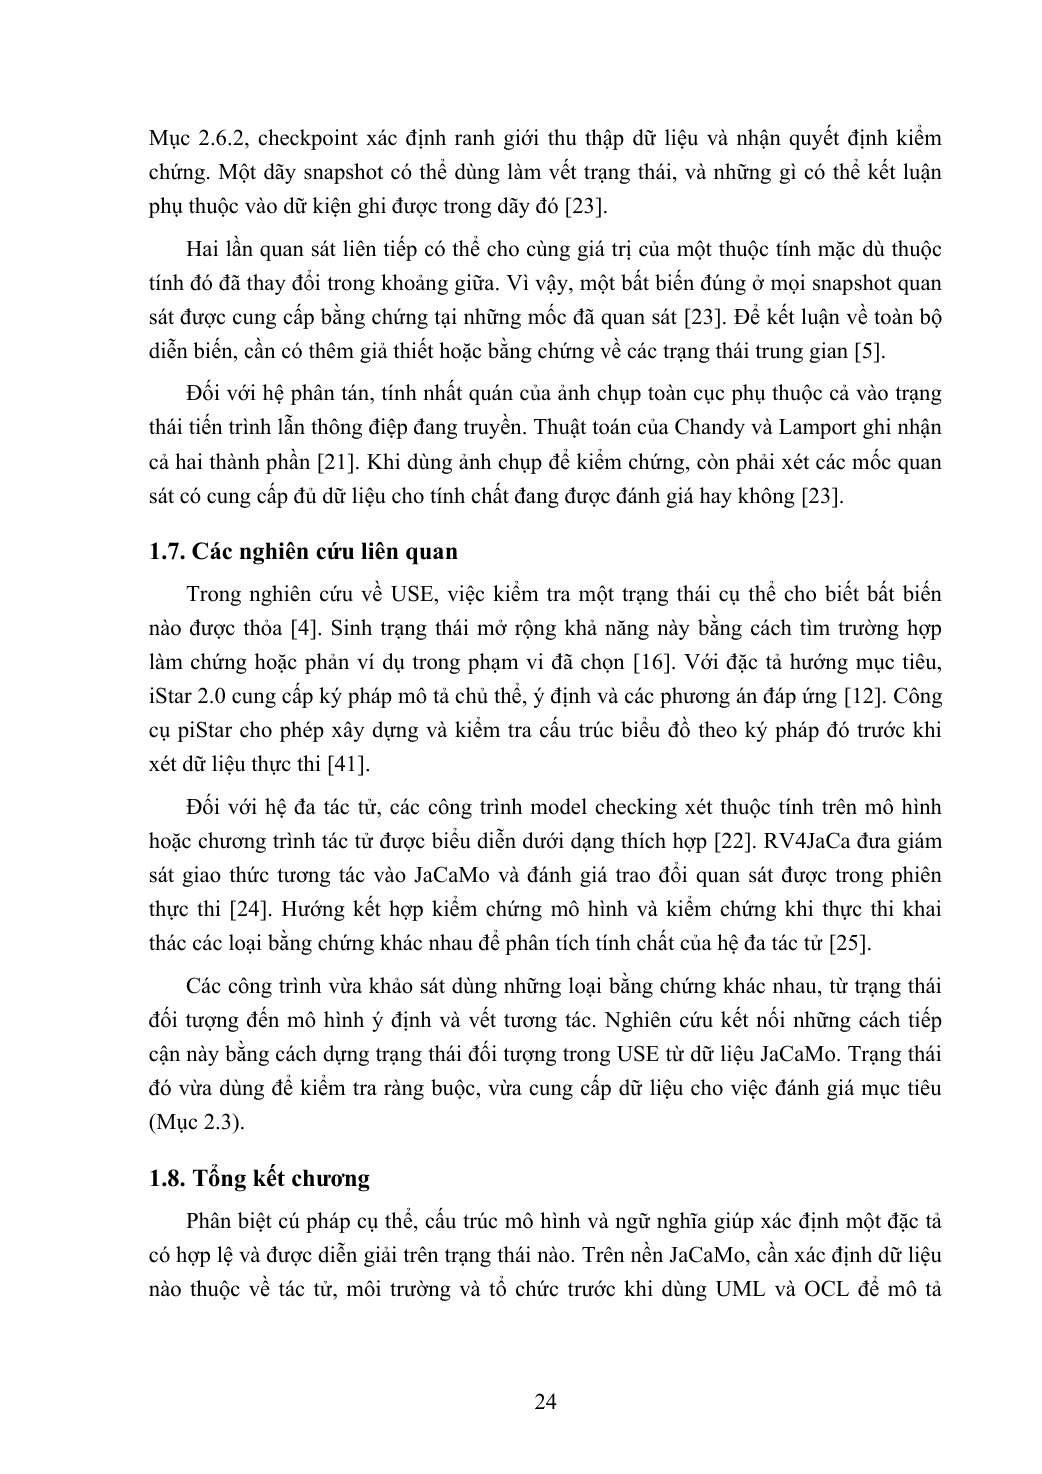 Mục 2.6.2, checkpoint xác định ranh giới thu thập dữ liệu và nhận quyết định kiểm
chứng. Một dãy snapshot có thể dùng làm vết trạng thái, và những gì có thể kết luận
phụ thuộc vào dữ kiện ghi được trong dãy đó [23].
Hai lần quan sát liên tiếp có thể cho cùng giá trị của một thuộc tính mặc dù thuộc
tính đó đã thay đổi trong khoảng giữa. Vì vậy, một bất biến đúng ở mọi snapshot quan
sát được cung cấp bằng chứng tại những mốc đã quan sát [23]. Để kết luận về toàn bộ
diễn biến, cần có thêm giả thiết hoặc bằng chứng về các trạng thái trung gian [5].
Đối với hệ phân tán, tính nhất quán của ảnh chụp toàn cục phụ thuộc cả vào trạng
thái tiến trình lẫn thông điệp đang truyền. Thuật toán của Chandy và Lamport ghi nhận
cả hai thành phần [21]. Khi dùng ảnh chụp để kiểm chứng, còn phải xét các mốc quan
sát có cung cấp đủ dữ liệu cho tính chất đang được đánh giá hay không [23].
1.7. Các nghiên cứu liên quan
Trong nghiên cứu về USE, việc kiểm tra một trạng thái cụ thể cho biết bất biến
nào được thỏa [4]. Sinh trạng thái mở rộng khả năng này bằng cách tìm trường hợp
làm chứng hoặc phản ví dụ trong phạm vi đã chọn [16]. Với đặc tả hướng mục tiêu,
iStar 2.0 cung cấp ký pháp mô tả chủ thể, ý định và các phương án đáp ứng [12]. Công
cụ piStar cho phép xây dựng và kiểm tra cấu trúc biểu đồ theo ký pháp đó trước khi
xét dữ liệu thực thi [41].
Đối với hệ đa tác tử, các công trình model checking xét thuộc tính trên mô hình
hoặc chương trình tác tử được biểu diễn dưới dạng thích hợp [22]. RV4JaCa đưa giám
sát giao thức tương tác vào JaCaMo và đánh giá trao đổi quan sát được trong phiên
thực thi [24]. Hướng kết hợp kiểm chứng mô hình và kiểm chứng khi thực thi khai
thác các loại bằng chứng khác nhau để phân tích tính chất của hệ đa tác tử [25].
Các công trình vừa khảo sát dùng những loại bằng chứng khác nhau, từ trạng thái
đối tượng đến mô hình ý định và vết tương tác. Nghiên cứu kết nối những cách tiếp
cận này bằng cách dựng trạng thái đối tượng trong USE từ dữ liệu JaCaMo. Trạng thái
đó vừa dùng để kiểm tra ràng buộc, vừa cung cấp dữ liệu cho việc đánh giá mục tiêu
(Mục 2.3).
1.8. Tổng kết chương
Phân biệt cú pháp cụ thể, cấu trúc mô hình và ngữ nghĩa giúp xác định một đặc tả
có hợp lệ và được diễn giải trên trạng thái nào. Trên nền JaCaMo, cần xác định dữ liệu
nào thuộc về tác tử, môi trường và tổ chức trước khi dùng UML và OCL để mô tả
24